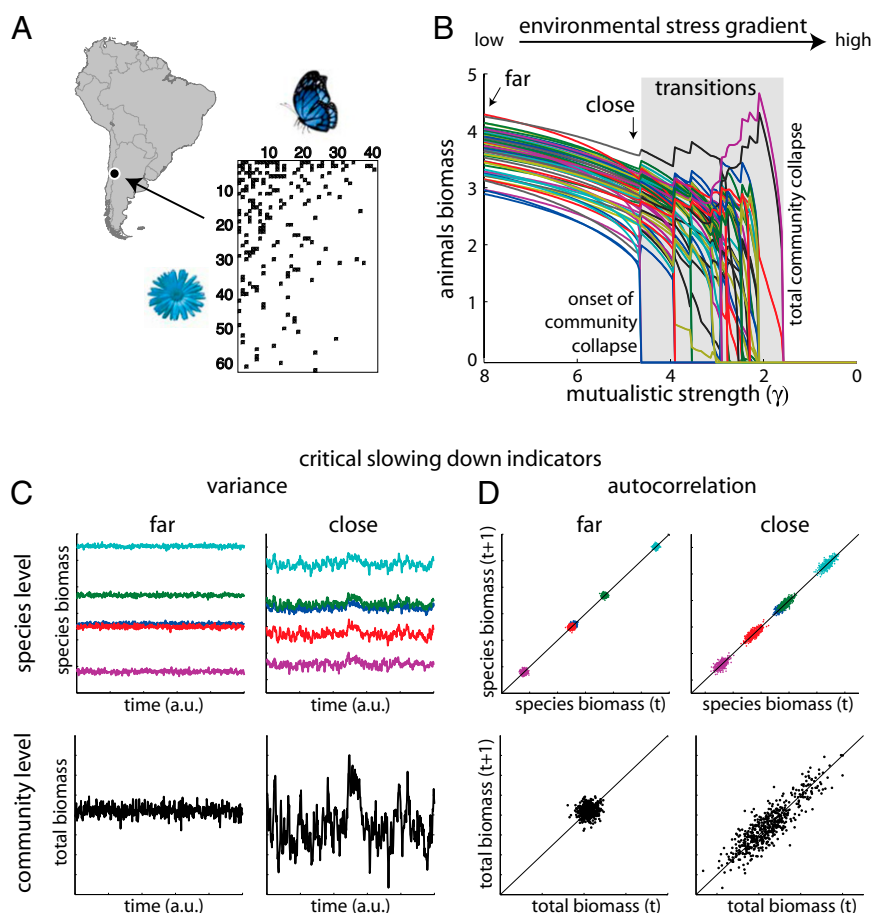 A
10 20 30 40
10
20
30
40
50
60
B
environmental stress gradient
low
high
far
close
transitions
animals biomass
5
4
3
2
1
0
onset of
community
collapse
total community collapse
8
6
4
2
0
mutualistic strength (γ)
critical slowing down indicators
C
variance
far
close
species level
species biomass
time (a.u.)
time (a.u.)
community level
total biomass
time (a.u.)
time (a.u.)
D
autocorrelation
far
close
species biomass (t+1)
species biomass (t)
species biomass (t)
total biomass (t+1)
total biomass (t)
total biomass (t)